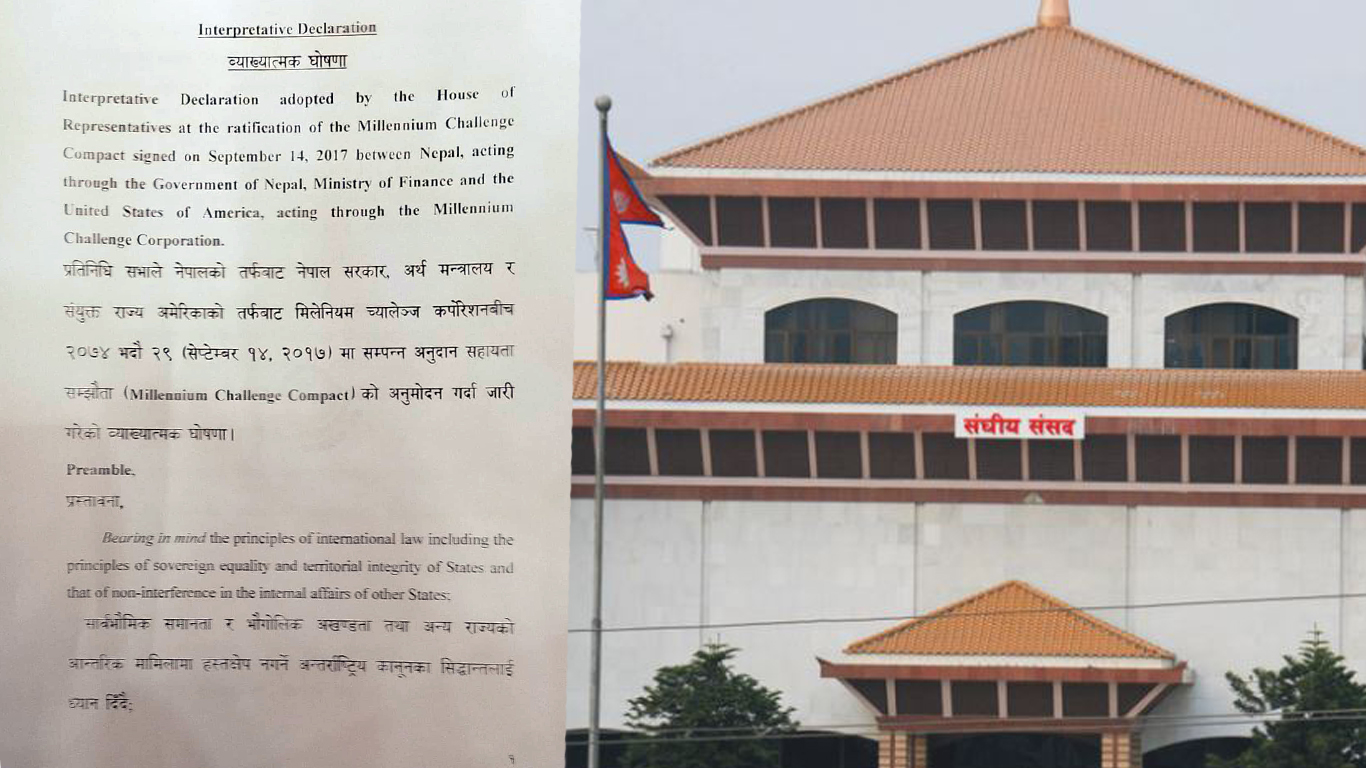 Interpretative Declaration
व्याख्यात्मक घोषणा
Interpretative Declaration adopted by the House of
Representatives at the ratification of the Millennium Challenge
Compact signed on September 14, 2017 between Nepal, acting
through the Government of Nepal, Ministry of Finance and the
United States of America, acting through the Millennium
Challenge Corporation.
प्रतिनिधि सभाले नेपालको तर्फबाट नेपाल सरकार, अर्थ मन्त्रालय र
संयुक्त राज्य अमेरिकाको तर्फबाट मिलेनियम च्यालेञ्ज कर्पोरेशनबीच
२०७४ भदौ २९ (सेप्टेम्बर १४, २०१७) मा सम्पन्न अनुदान सहायता
सम्झौता (Millennium Challenge Compact) को अनुमोदन गर्दा जारी
गरेको व्याख्यात्मक घोषणा।
Preamble,
प्रस्तावना,
Bearing in mind the principles of international law including the
principles of sovereign equality and territorial integrity of States and
that of non-interference in the internal affairs of other States;
सार्वभौमिक समानता र भौगोलिक अखण्डता तथा अन्य राज्यको
आन्तरिक मामिलामा हस्तक्षेप नगर्ने अन्तर्राष्ट्रिय कानूनका सिद्धान्तलाई
ध्यान दिँदै;
१
संघीय संसद